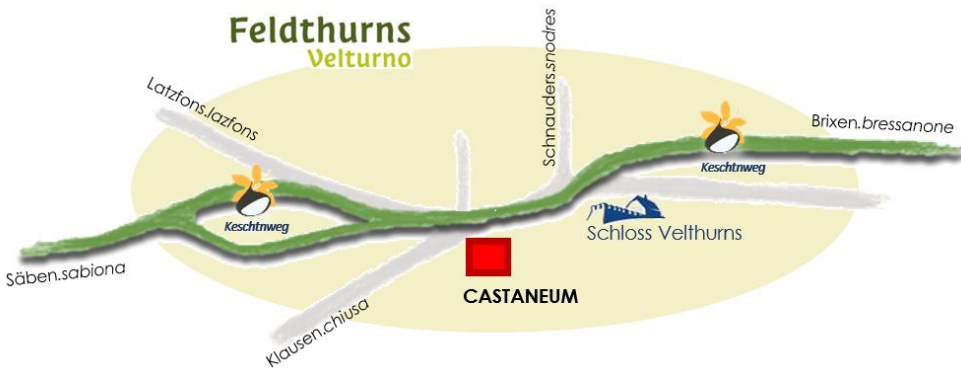 Feldthurns
Velturno
Latzfons.lazfons
Schnauders.snodres
Brixen.bressanone
Keschtnweg
Keschtnweg
Schloss Velthurns
Säben.sabiona
CASTANEUM
Klausen.chiusa